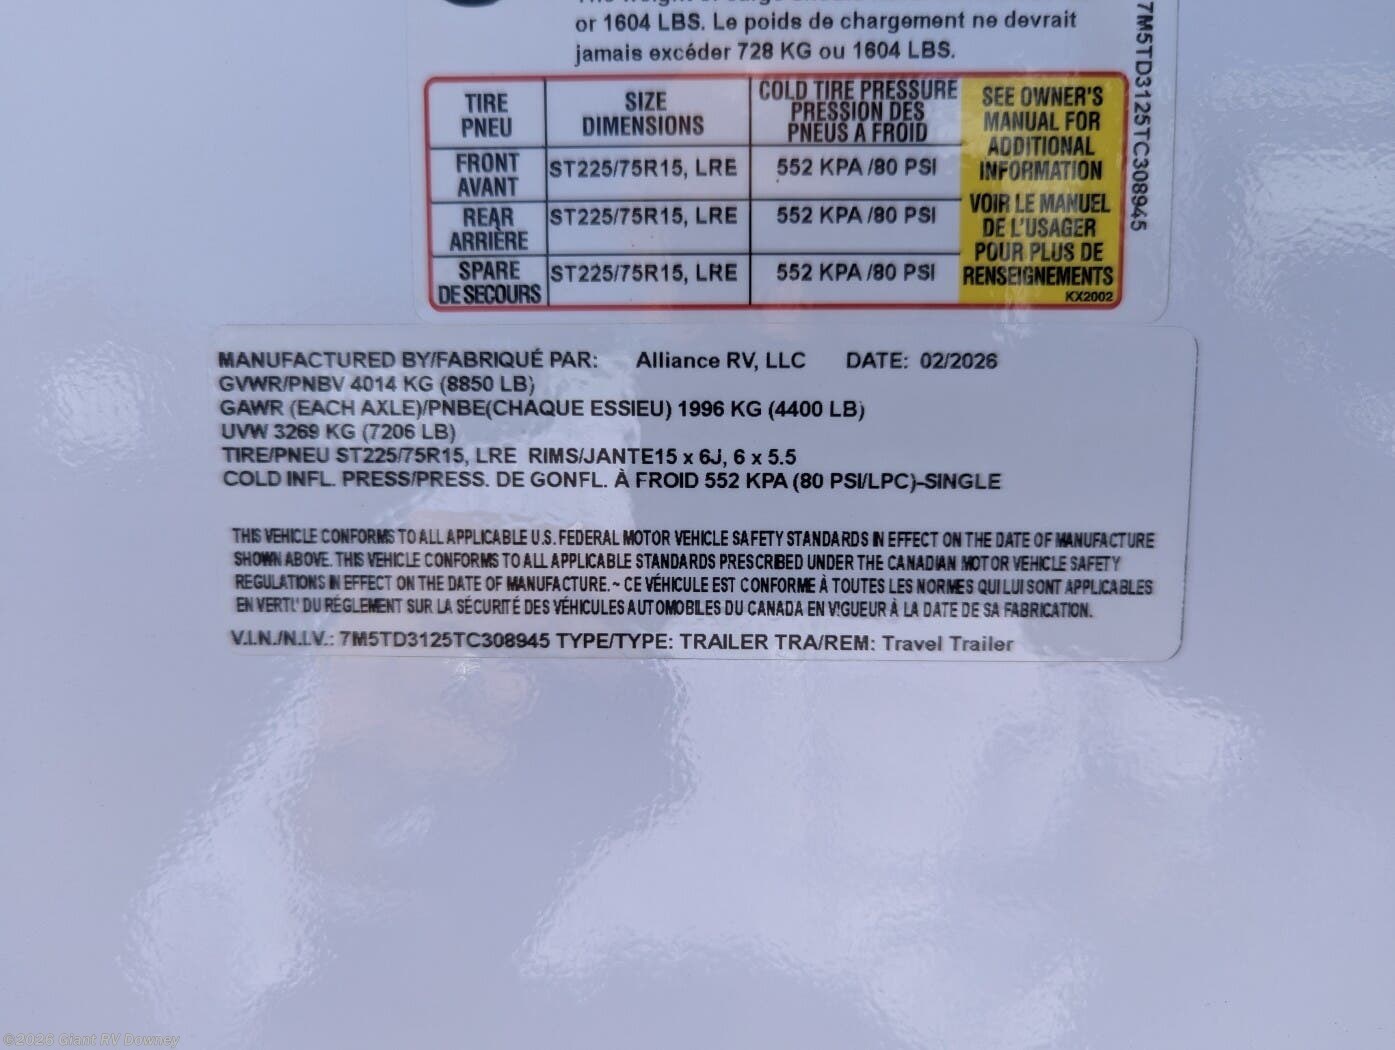 or 1604 LBS. Le poids de chargement ne devrait
jamais excéder 728 KG ou 1604 LBS.
TIRE
PNEU
SIZE
DIMENSIONS
COLD TIRE PRESSURE
PRESSION DES
PNEUS A FROID
FRONT
AVANT
ST225/75R15, LRE
552 KPA /80 PSI
REAR
ARRIÈRE
ST225/75R15, LRE
552 KPA /80 PSI
SPARE
DE SECOURS
ST225/75R15, LRE
552 KPA /80 PSI
SEE OWNER'S
MANUAL FOR
ADDITIONAL
INFORMATION
VOIR LE MANUEL
DE L'USAGER
POUR PLUS DE
RENSEIGNEMENTS
KX2002
7M5TD3125TC308945
MANUFACTURED BY/FABRIQUÉ PAR: Alliance RV, LLC DATE: 02/2026
GVWR/PNBV 4014 KG (8850 LB)
GAWR (EACH AXLE)/PNBE(CHAQUE ESSIEU) 1996 KG (4400 LB)
UVW 3269 KG (7206 LB)
TIRE/PNEU ST225/75R15, LRE RIMS/JANTE15 x 6J, 6 x 5.5
COLD INFL. PRESS/PRESS. DE GONFL. À FROID 552 KPA (80 PSI/LPC)-SINGLE
THIS VEHICLE CONFORMS TO ALL APPLICABLE U.S. FEDERAL MOTOR VEHICLE SAFETY STANDARDS IN EFFECT ON THE DATE OF MANUFACTURE
SHOWN ABOVE. THIS VEHICLE CONFORMS TO ALL APPLICABLE STANDARDS PRESCRIBED UNDER THE CANADIAN MOTOR VEHICLE SAFETY
REGULATIONS IN EFFECT ON THE DATE OF MANUFACTURE. ~ CE VÉHICULE EST CONFORME À TOUTES LES NORMES QUI LUI SONT APPLICABLES
EN VERTU DU RÉGLEMENT SUR LA SÉCURITÉ DES VÉHICULES AUTOMOBILES DU CANADA EN VIGUEUR À LA DATE DE SA FABRICATION.
V.I.N./N.I.V.: 7M5TD3125TC308945 TYPE/TYPE: TRAILER TRA/REM: Travel Trailer
Giant RV Downey